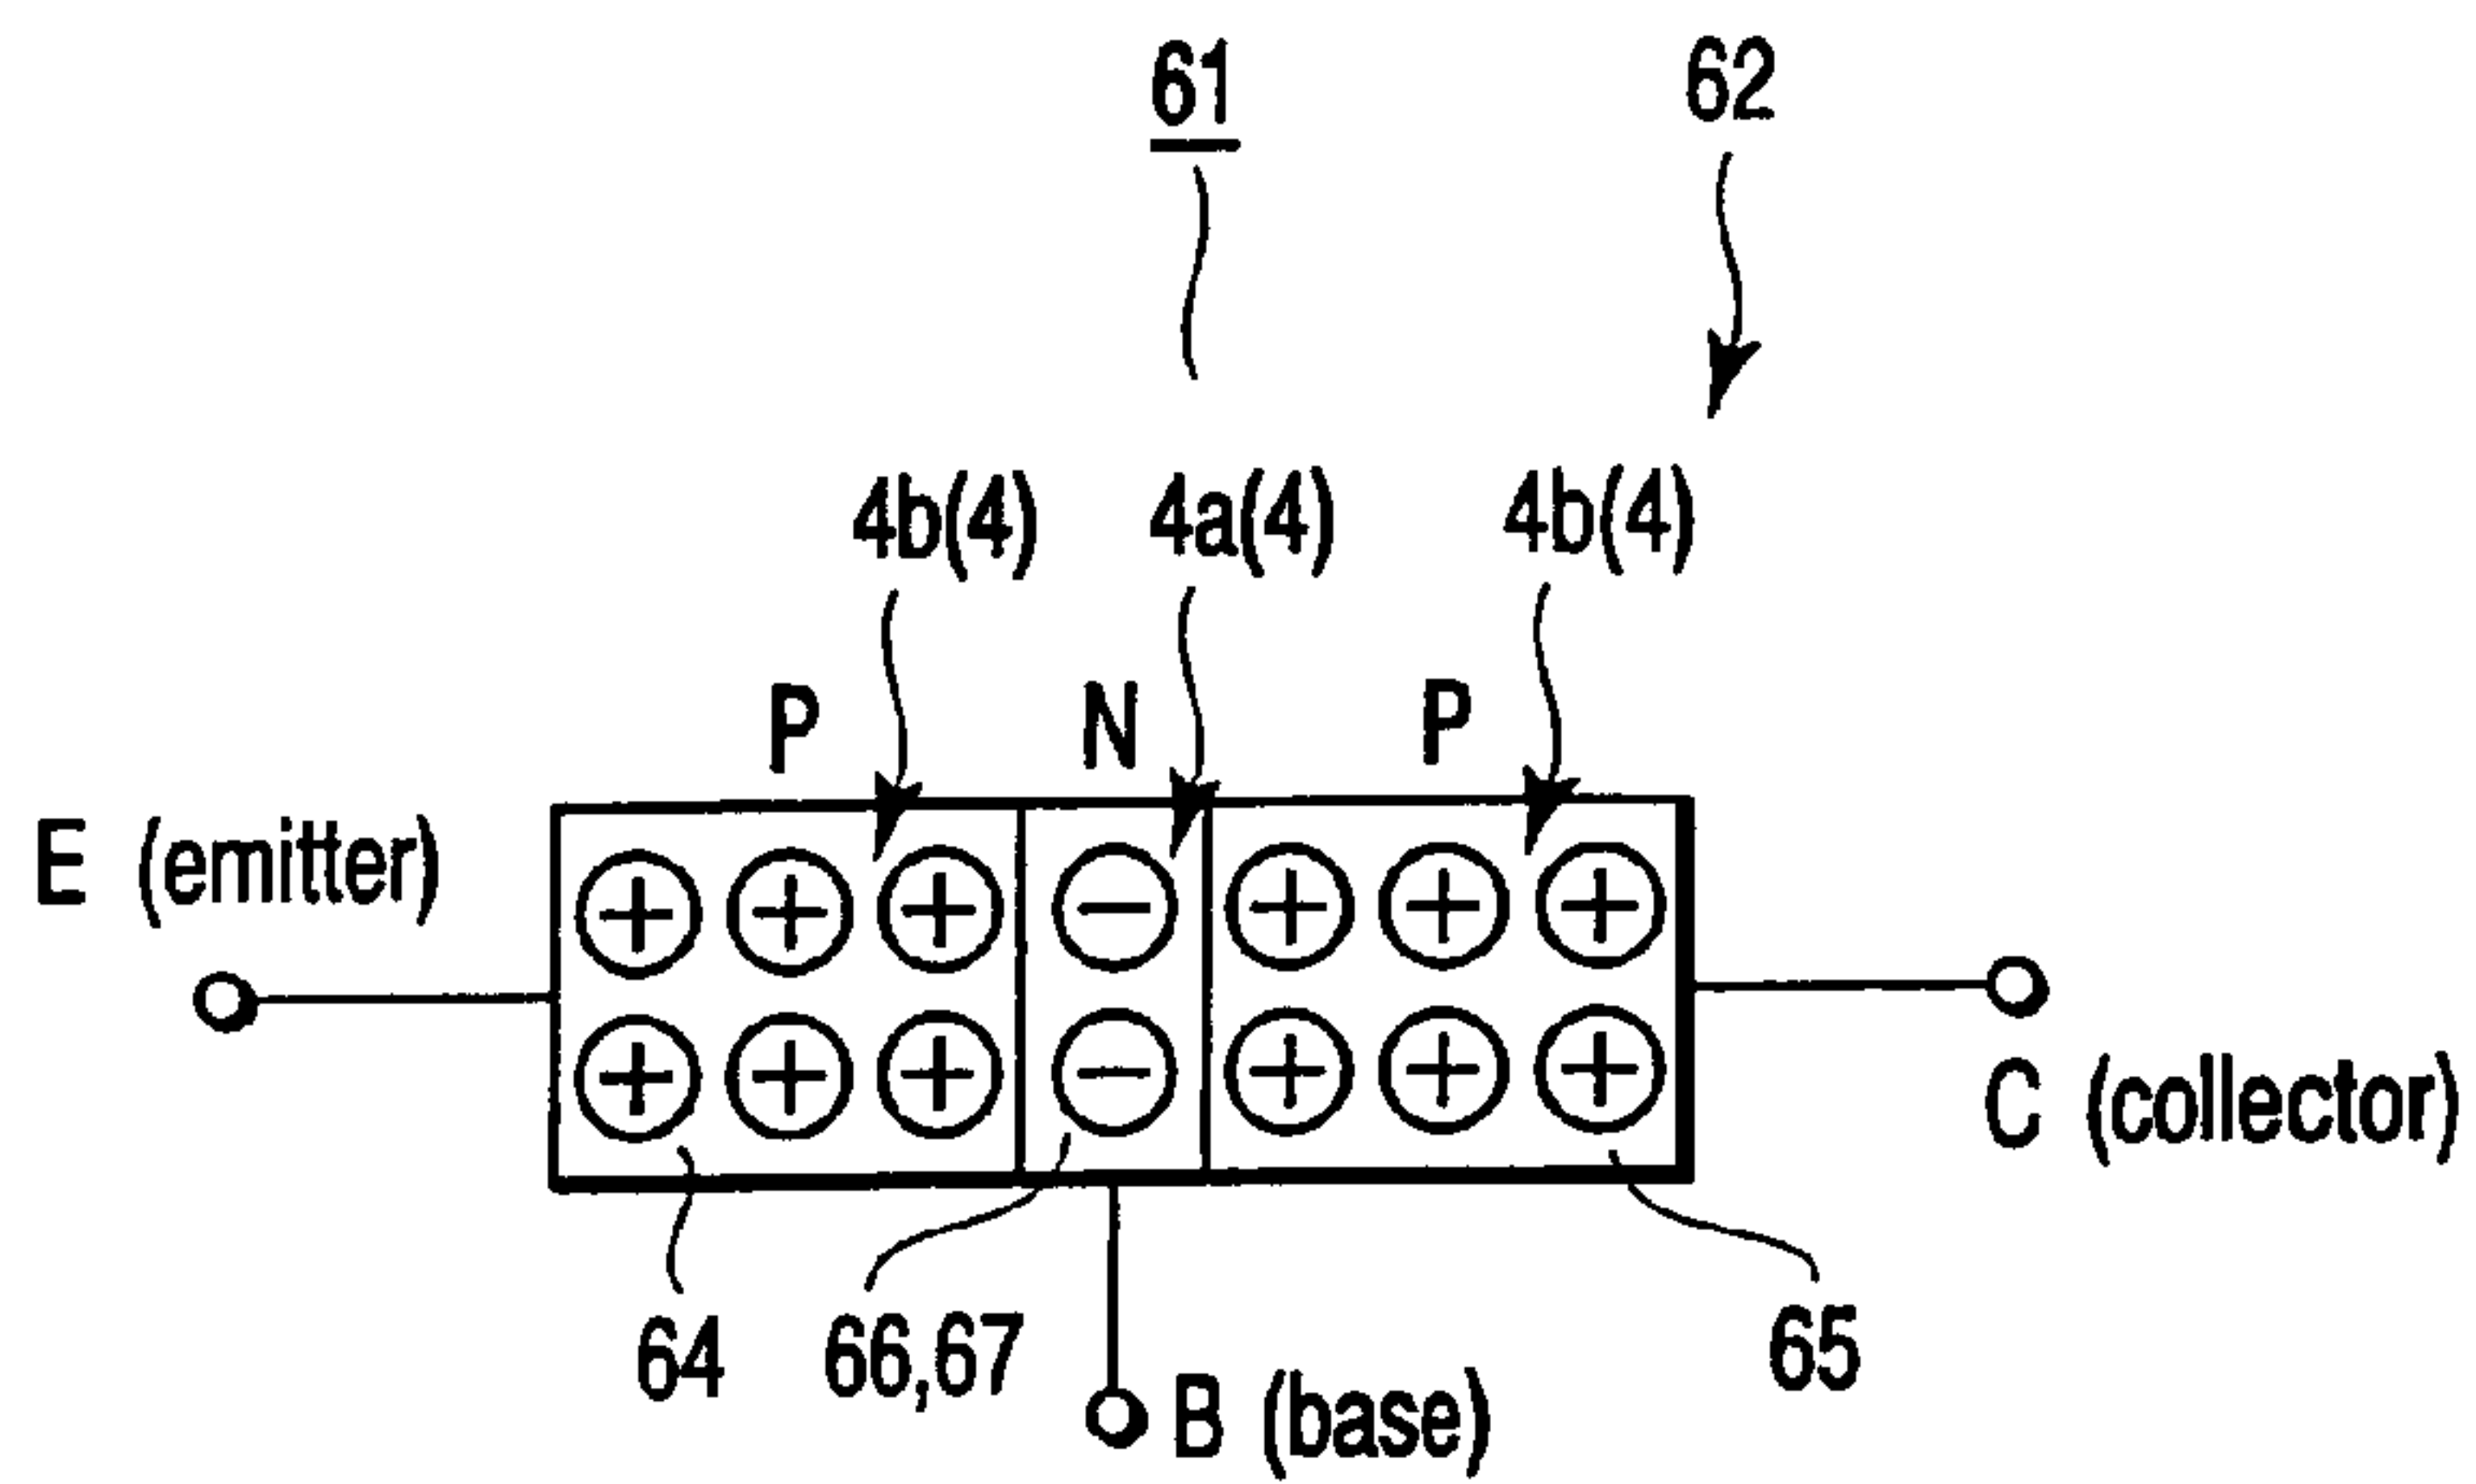 61 62
4b(4) 4a(4) 4b(4)
P N P
E (emitter)
C (collector)
64 66,67 65
B (base)